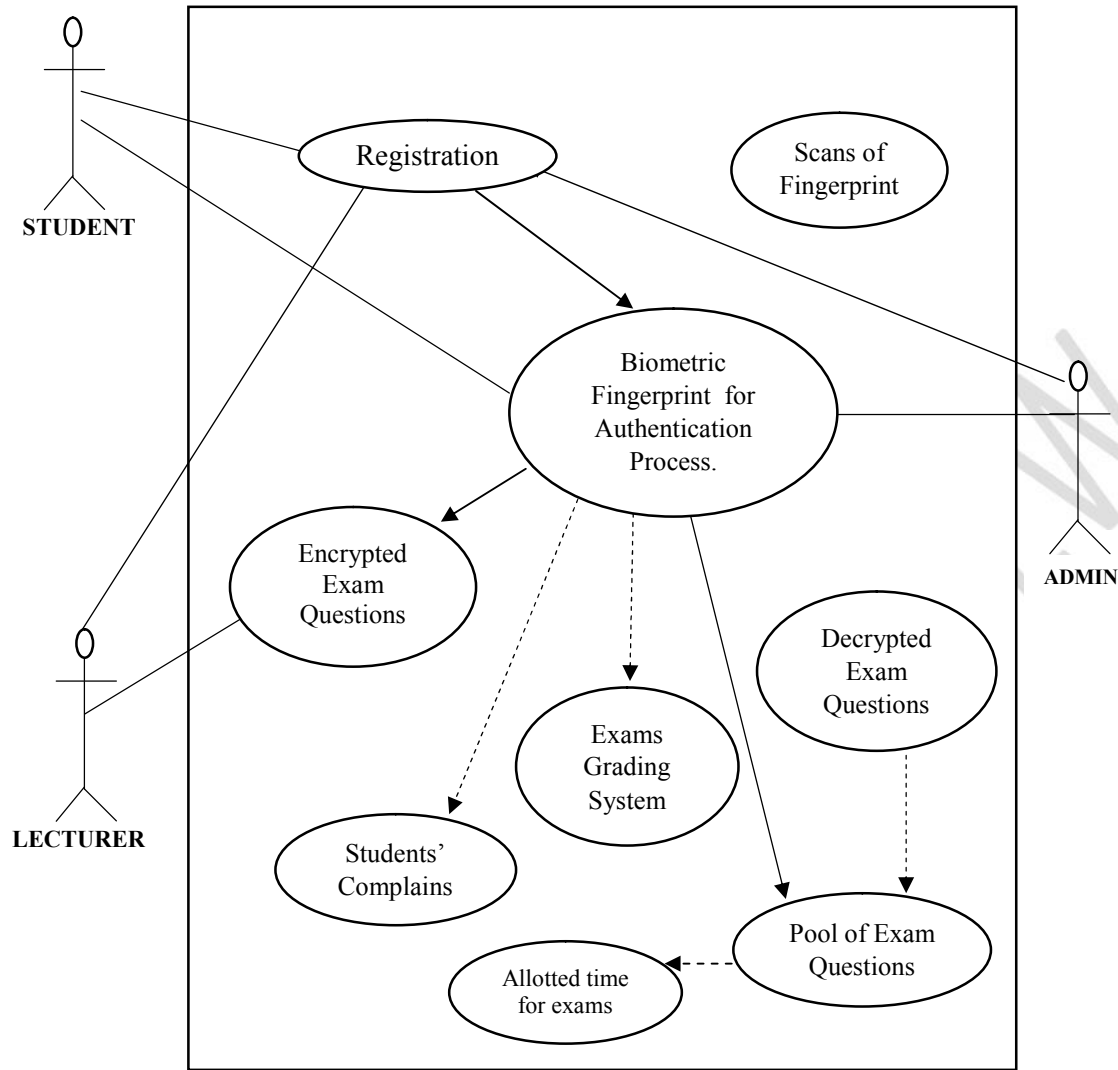 STUDENT
Registration
Scans of
Fingerprint
Biometric
Fingerprint for
Authentication
Process.
ADMIN
Encrypted
Exam
Questions
Decrypted
Exam
Questions
LECTURER
Exams
Grading
System
Students’
Complains
Pool of Exam
Questions
Allotted time
for exams